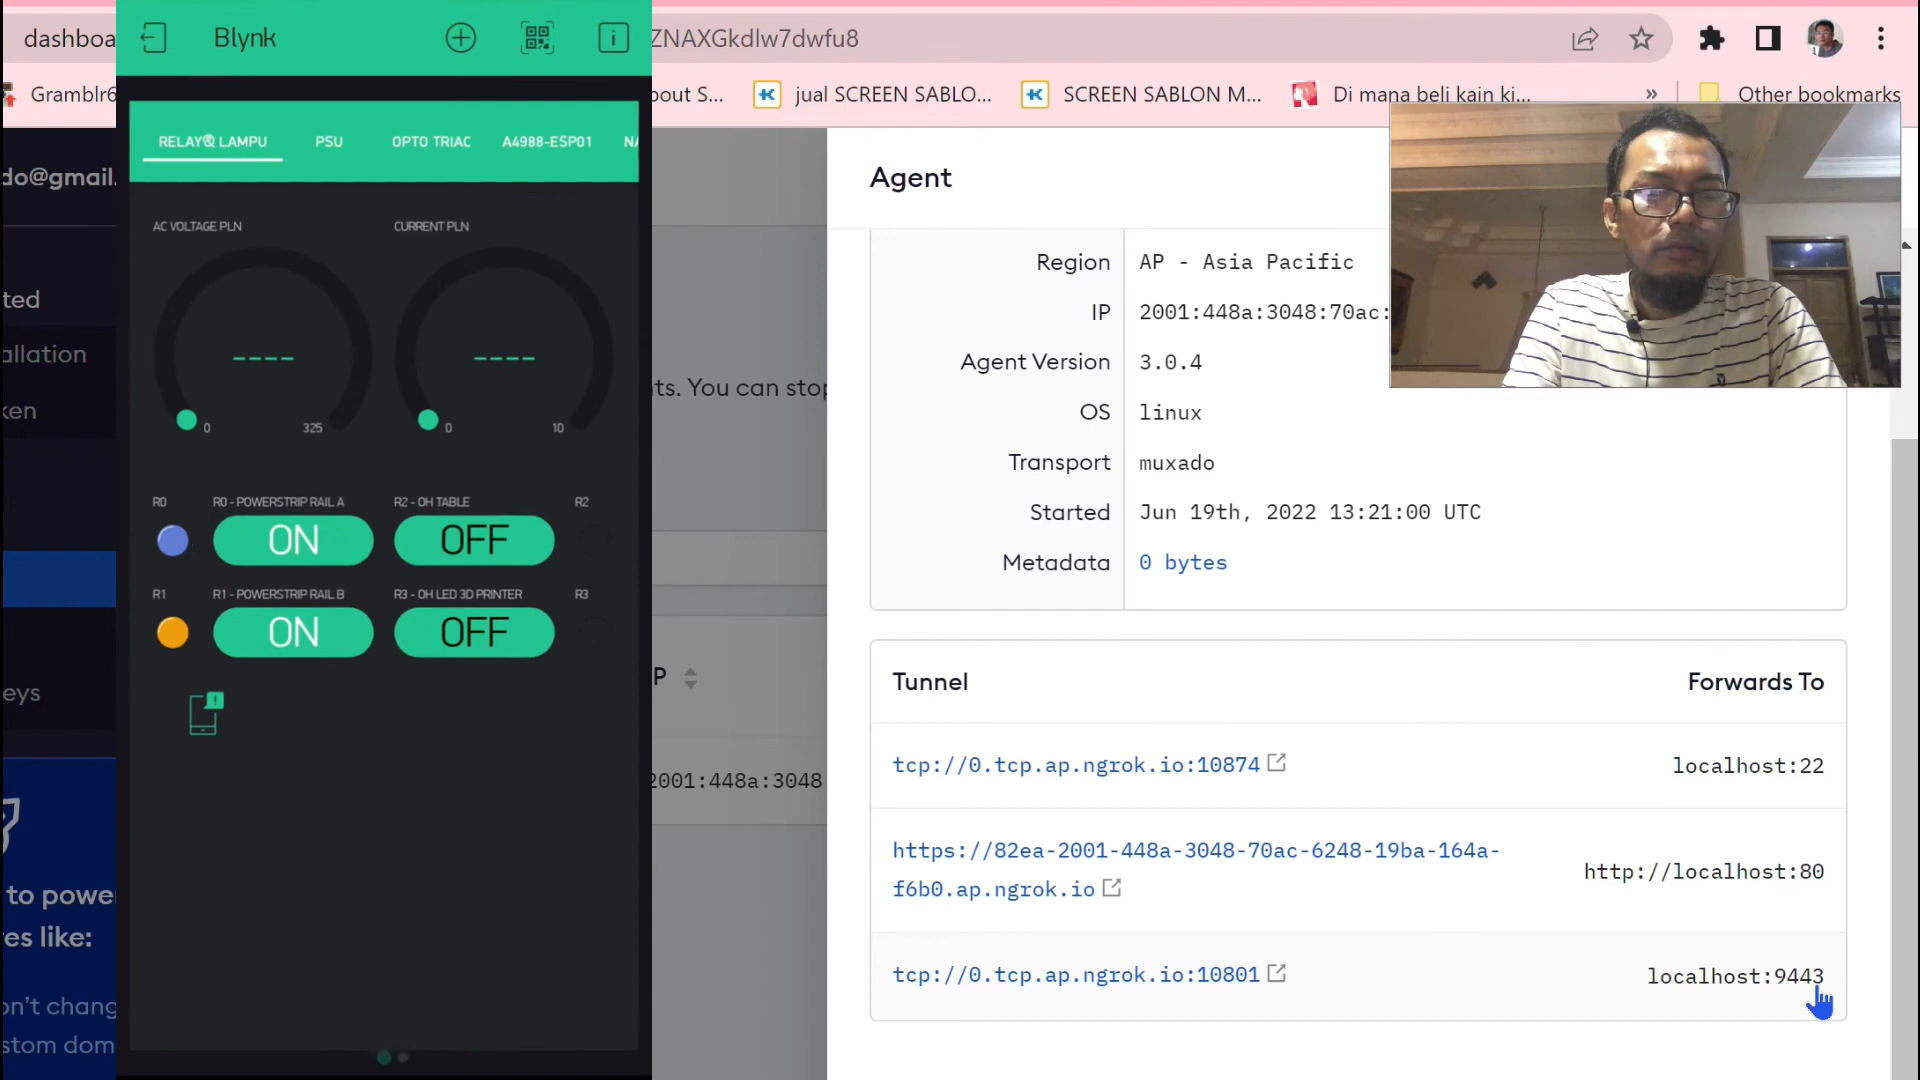 dashboa
ZNAXGkdlw7dwfu8
Gramblr6
bout S...
jual SCREEN SABLO...
SCREEN SABLON M...
Di mana beli kain ki...
»
Other bookmarks
Blynk
RELAY@ LAMPU
PSU
OPTO TRIAC
A4988-ESP01
NA
AC VOLTAGE PLN
CURRENT PLN
----
----
0
325
0
10
R0
R0 - POWERSTRIP RAIL A
R2 - OH TABLE
R2
ON
OFF
R1
R1 - POWERSTRIP RAIL B
R3 - OH LED 3D PRINTER
R3
ON
OFF
do@gmail.
ted
allation
ken
eys
to power
es like:
on't chang
stom dom
ts. You can stop
P
2001:448a:3048
Agent
Region
AP - Asia Pacific
IP
2001:448a:3048:70ac:
Agent Version
3.0.4
OS
linux
Transport
muxado
Started
Jun 19th, 2022 13:21:00 UTC
Metadata
0 bytes
Tunnel
Forwards To
tcp://0.tcp.ap.ngrok.io:10874
localhost:22
https://82ea-2001-448a-3048-70ac-6248-19ba-164a-
f6b0.ap.ngrok.io
http://localhost:80
tcp://0.tcp.ap.ngrok.io:10801
localhost:9443